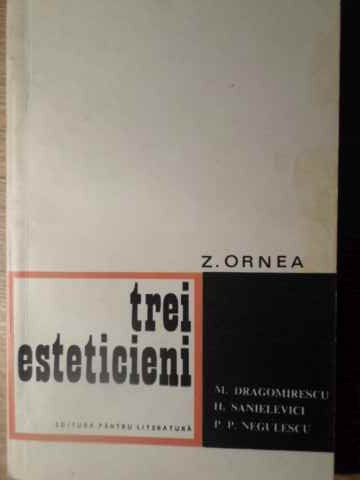 Z. ORNEA
trei
esteticieni
EDITURA PENTRU LITERATURĂ
M. DRAGOMIRESCU
H. SANIELEVICI
P. P. NEGULESCU